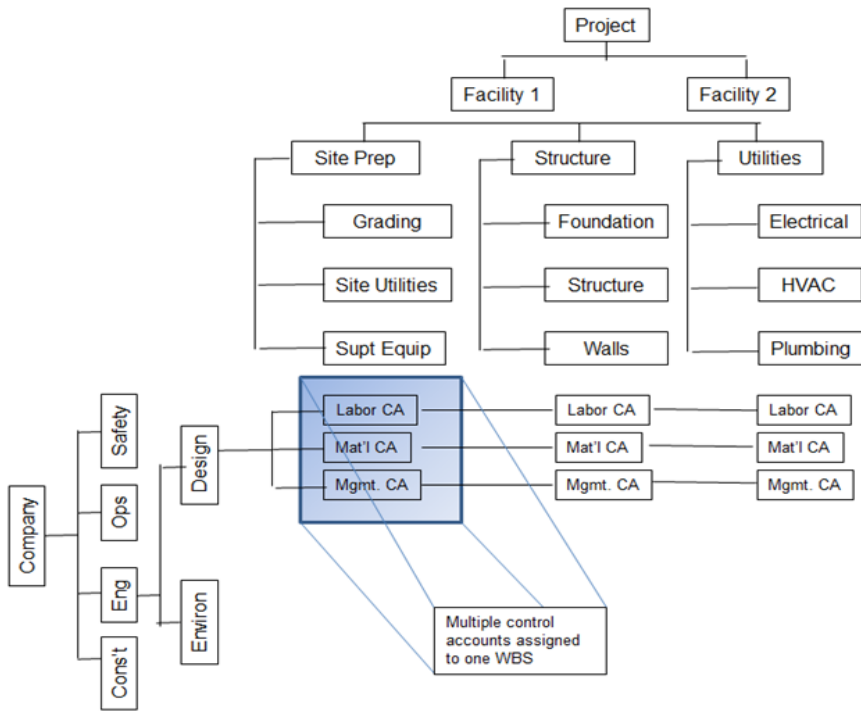 Project
Facility 1
Facility 2
Site Prep
Structure
Utilities
Grading
Foundation
Electrical
Site Utilities
Structure
HVAC
Supt Equip
Walls
Plumbing
Labor CA
Labor CA
Labor CA
Mat'l CA
Mat'l CA
Mat'l CA
Mgmt. CA
Mgmt. CA
Mgmt. CA
Company
Safety
Ops
Eng
Cons't
Design
Environ
Multiple control
accounts assigned
to one WBS